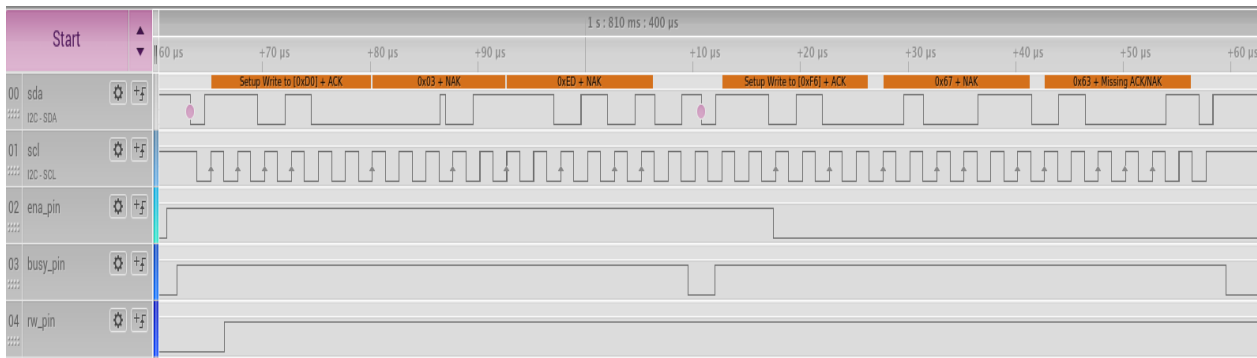 Start
1 s : 810 ms : 400 µs
60 µs +70 µs +80 µs +90 µs +10 µs +20 µs +30 µs +40 µs +50 µs +60 µs
00 sda
I2C - SDA
Setup Write to [0xD0] + ACK 0x03 + NAK 0xED + NAK Setup Write to [0xF6] + ACK 0x67 + NAK 0x63 + Missing ACK/NAK
01 scl
I2C - SCL
02 ena_pin
03 busy_pin
04 rw_pin